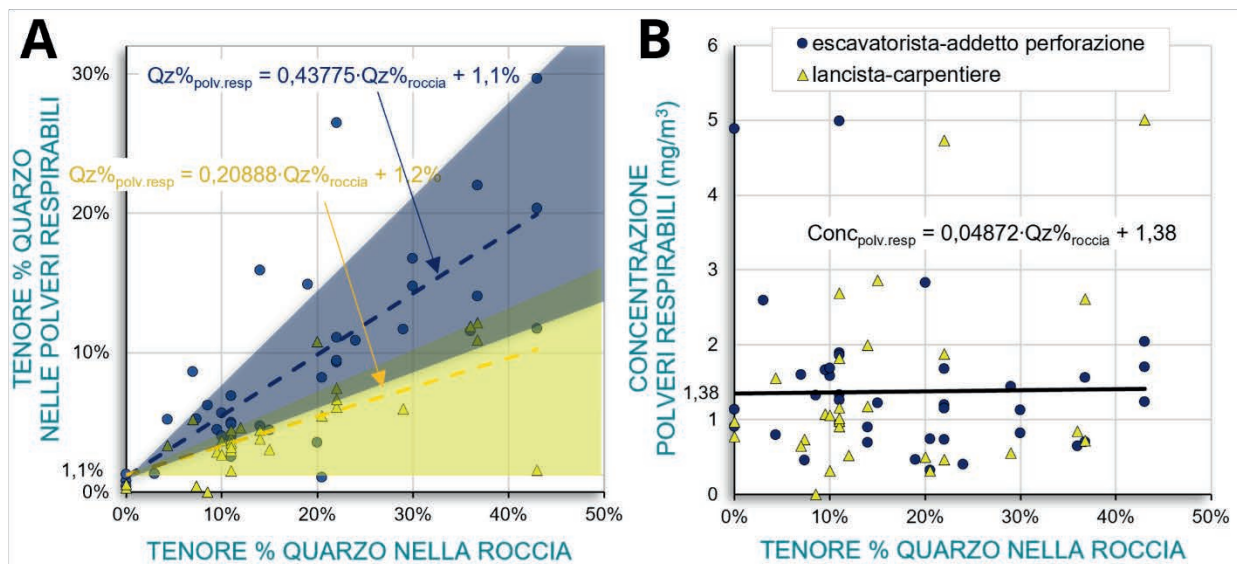 A
TENORE % QUARZO
NELLE POLVERI RESPIRABILI
30%
20%
10%
1,1%
0%
Qz%polv.resp = 0,43775·Qz%roccia + 1,1%
Qz%polv.resp = 0,20888·Qz%roccia + 1,2%
0%
10%
20%
30%
40%
50%
TENORE % QUARZO NELLA ROCCIA
B
CONCENTRAZIONE
POLVERI RESPIRABILI (mg/m³)
6
5
4
3
2
1,38
1
0
escavatorista-addetto perforazione
lancista-carpentiere
Concpolv.resp = 0,04872·Qz%roccia + 1,38
0%
10%
20%
30%
40%
50%
TENORE % QUARZO NELLA ROCCIA